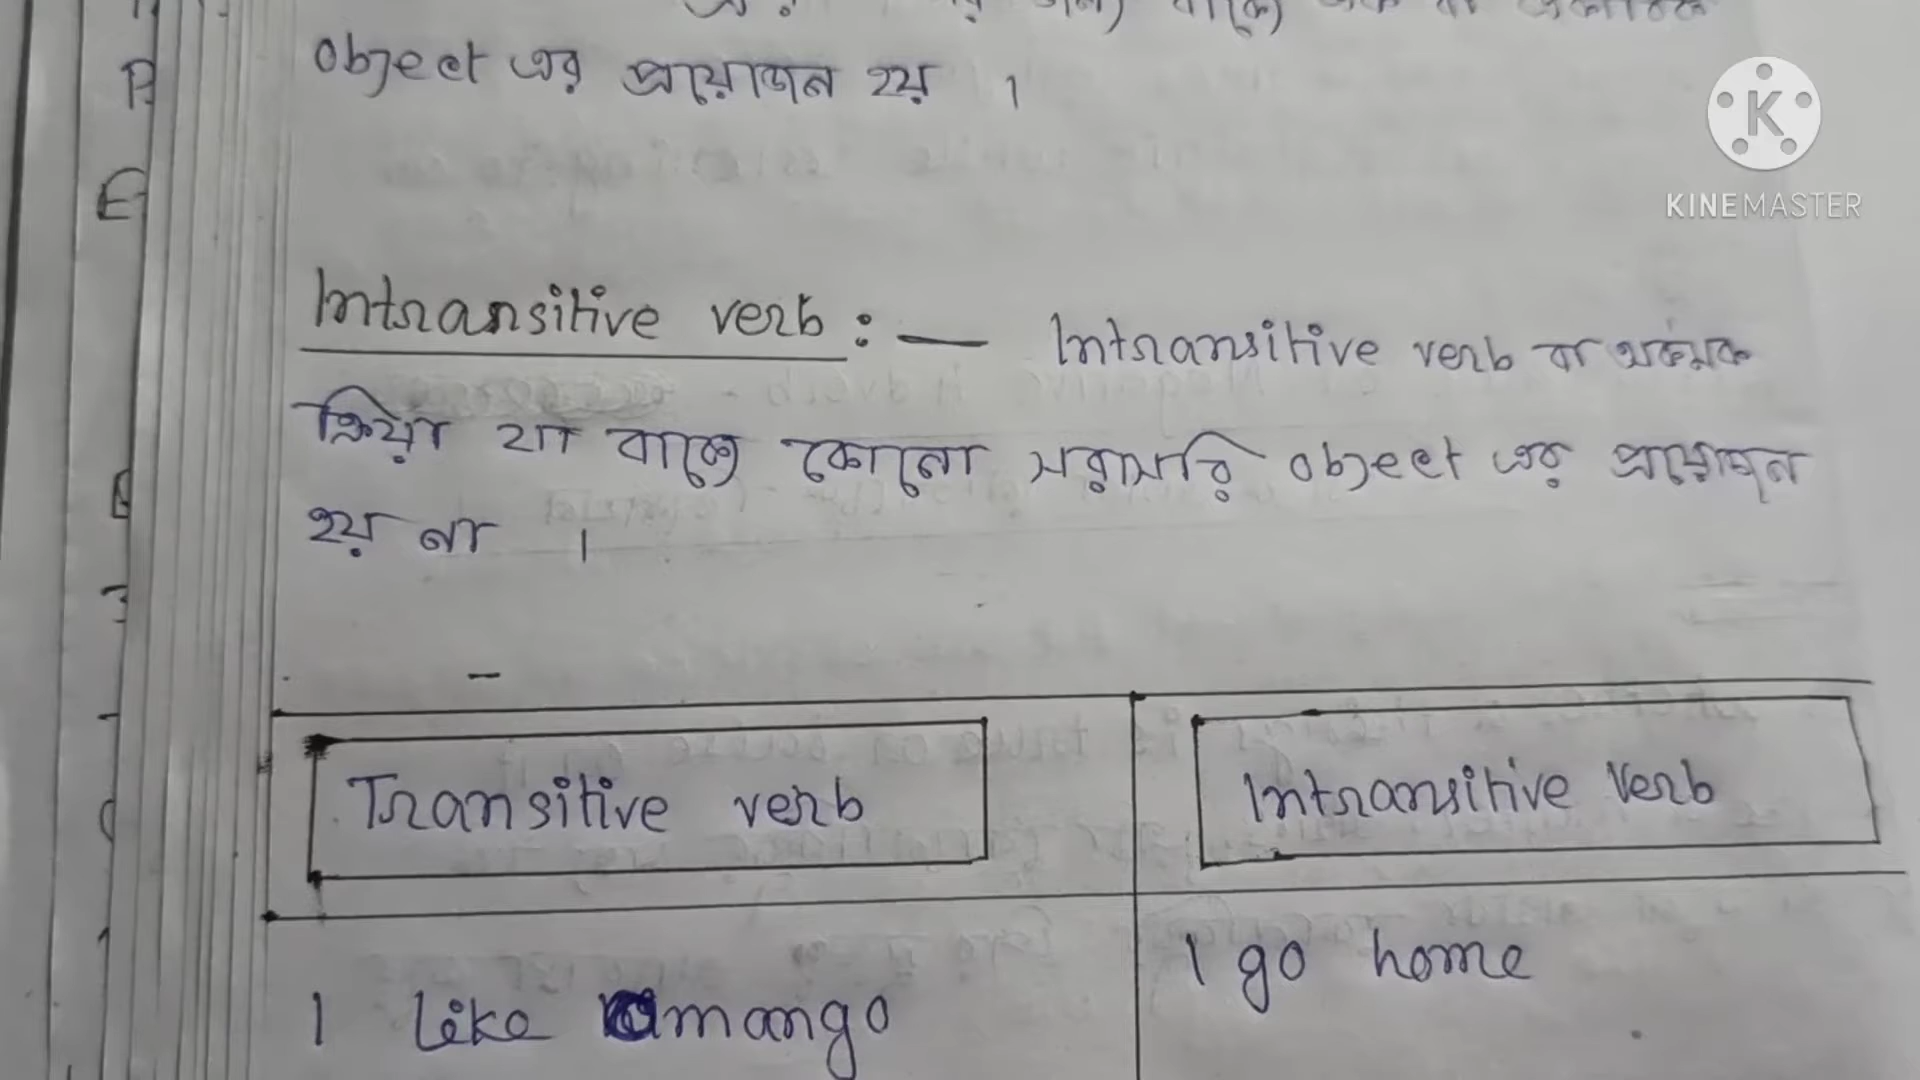 object এর প্রয়োজন হয় ।
KINEMASTER
Intransitive verb :— Intransitive verb বা অকর্মক
ক্রিয়া যা বাক্যে কোনো সরাসরি object এর প্রয়োজন
হয় না ।
Transitive verb
Intransitive verb
I go home
I like mango